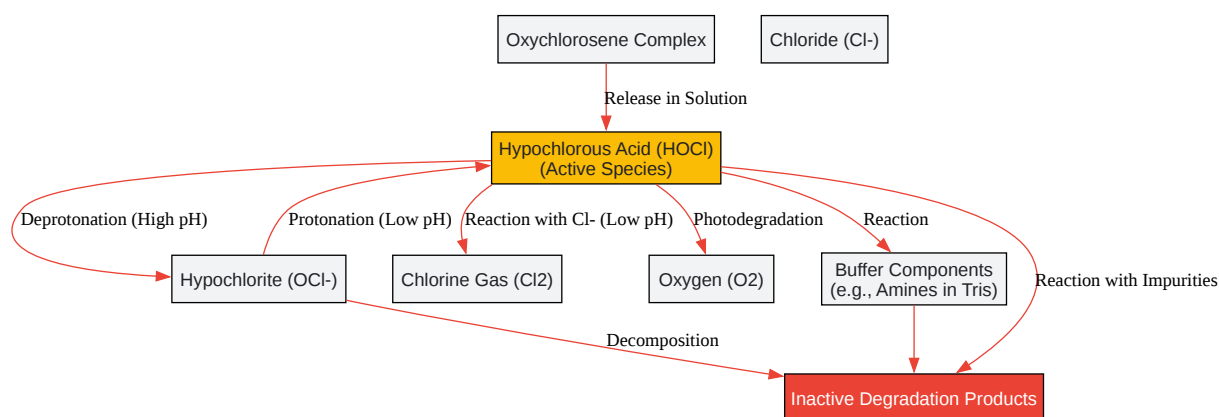 Oxychlorosene Complex
Chloride (Cl-)
Release in Solution
Hypochlorous Acid (HOCl)
(Active Species)
Deprotonation (High pH)
Protonation (Low pH)
Reaction with Cl- (Low pH)
Photodegradation
Reaction
Hypochlorite (OCl-)
Chlorine Gas (Cl2)
Oxygen (O2)
Buffer Components
(e.g., Amines in Tris)
Reaction with Impurities
Decomposition
Inactive Degradation Products